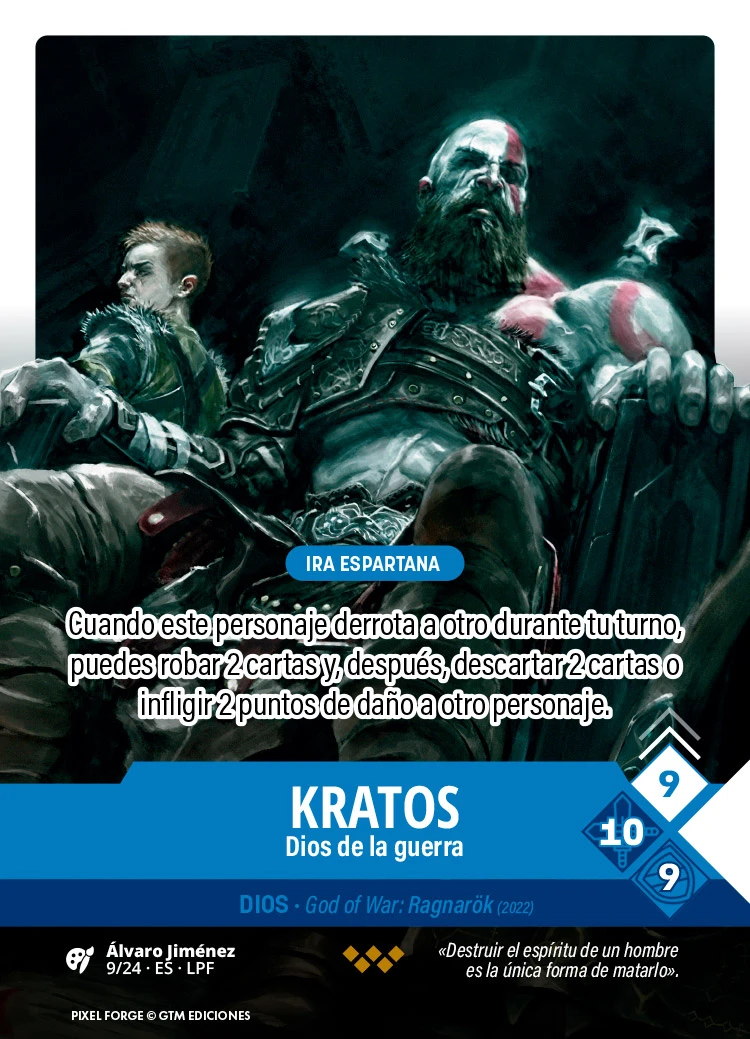 IRA ESPARTANA
Cuando este personaje derrota a otro durante tu turno,
puedes robar 2 cartas y, después, descartar 2 cartas o
infligir 2 puntos de daño a otro personaje.
9
KRATOS
10
Dios de la guerra
9
DIOS · God of War: Ragnarök (2022)
Álvaro Jiménez
9/24 · ES · LPF
«Destruir el espíritu de un hombre
es la única forma de matarlo».
PIXEL FORGE © GTM EDICIONES